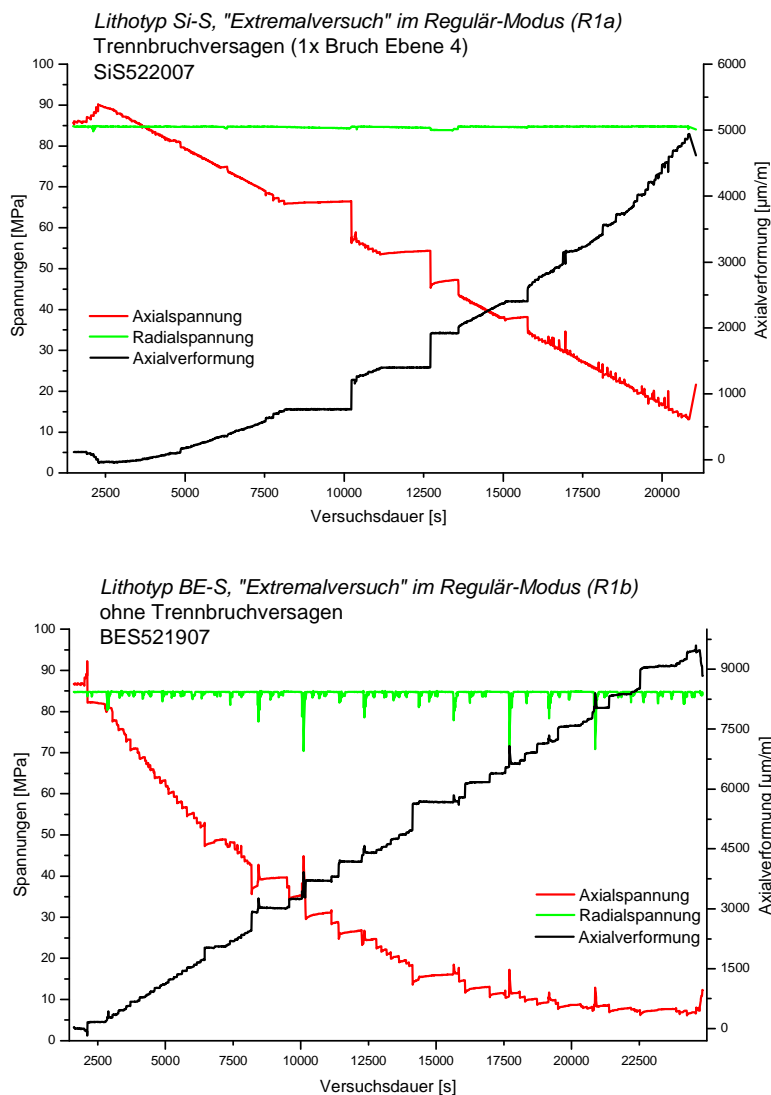 Lithotyp Si-S, "Extremalversuch" im Regulär-Modus (R1a)
Trennbruchversagen (1x Bruch Ebene 4)
SiS522007
100
90
80
70
60
50
40
30
20
10
0
Spannungen [MPa]
6000
5000
4000
3000
2000
1000
0
Axialverformung [µm/m]
Axialspannung
Radialspannung
Axialverformung
2500 5000 7500 10000 12500 15000 17500 20000
Versuchsdauer [s]
Lithotyp BE-S, "Extremalversuch" im Regulär-Modus (R1b)
ohne Trennbruchversagen
BES521907
100
90
80
70
60
50
40
30
20
10
0
Spannungen [MPa]
9000
7500
6000
4500
3000
1500
0
Axialverformung [µm/m]
Axialspannung
Radialspannung
Axialverformung
2500 5000 7500 10000 12500 15000 17500 20000 22500
Versuchsdauer [s]